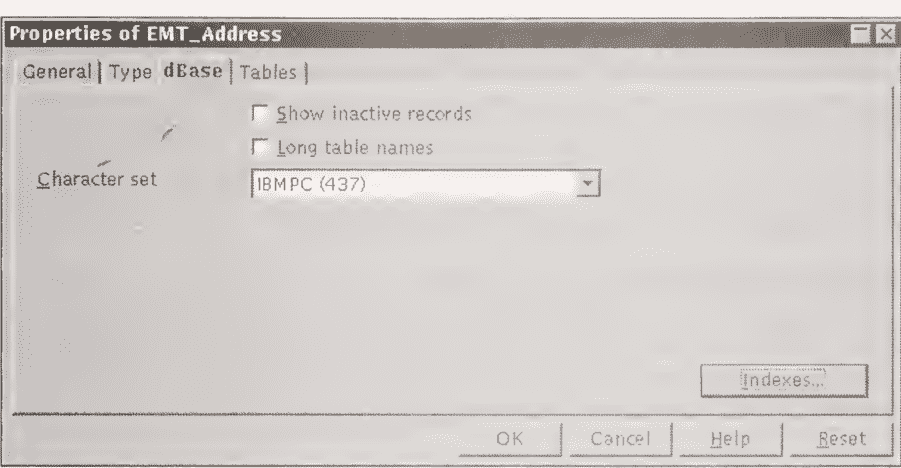 Properties of EMT_Address
General Type dBase Tables
Show inactive records
Long table names
Character set IBMPC (437)
Indexes...
OK Cancel Help Reset